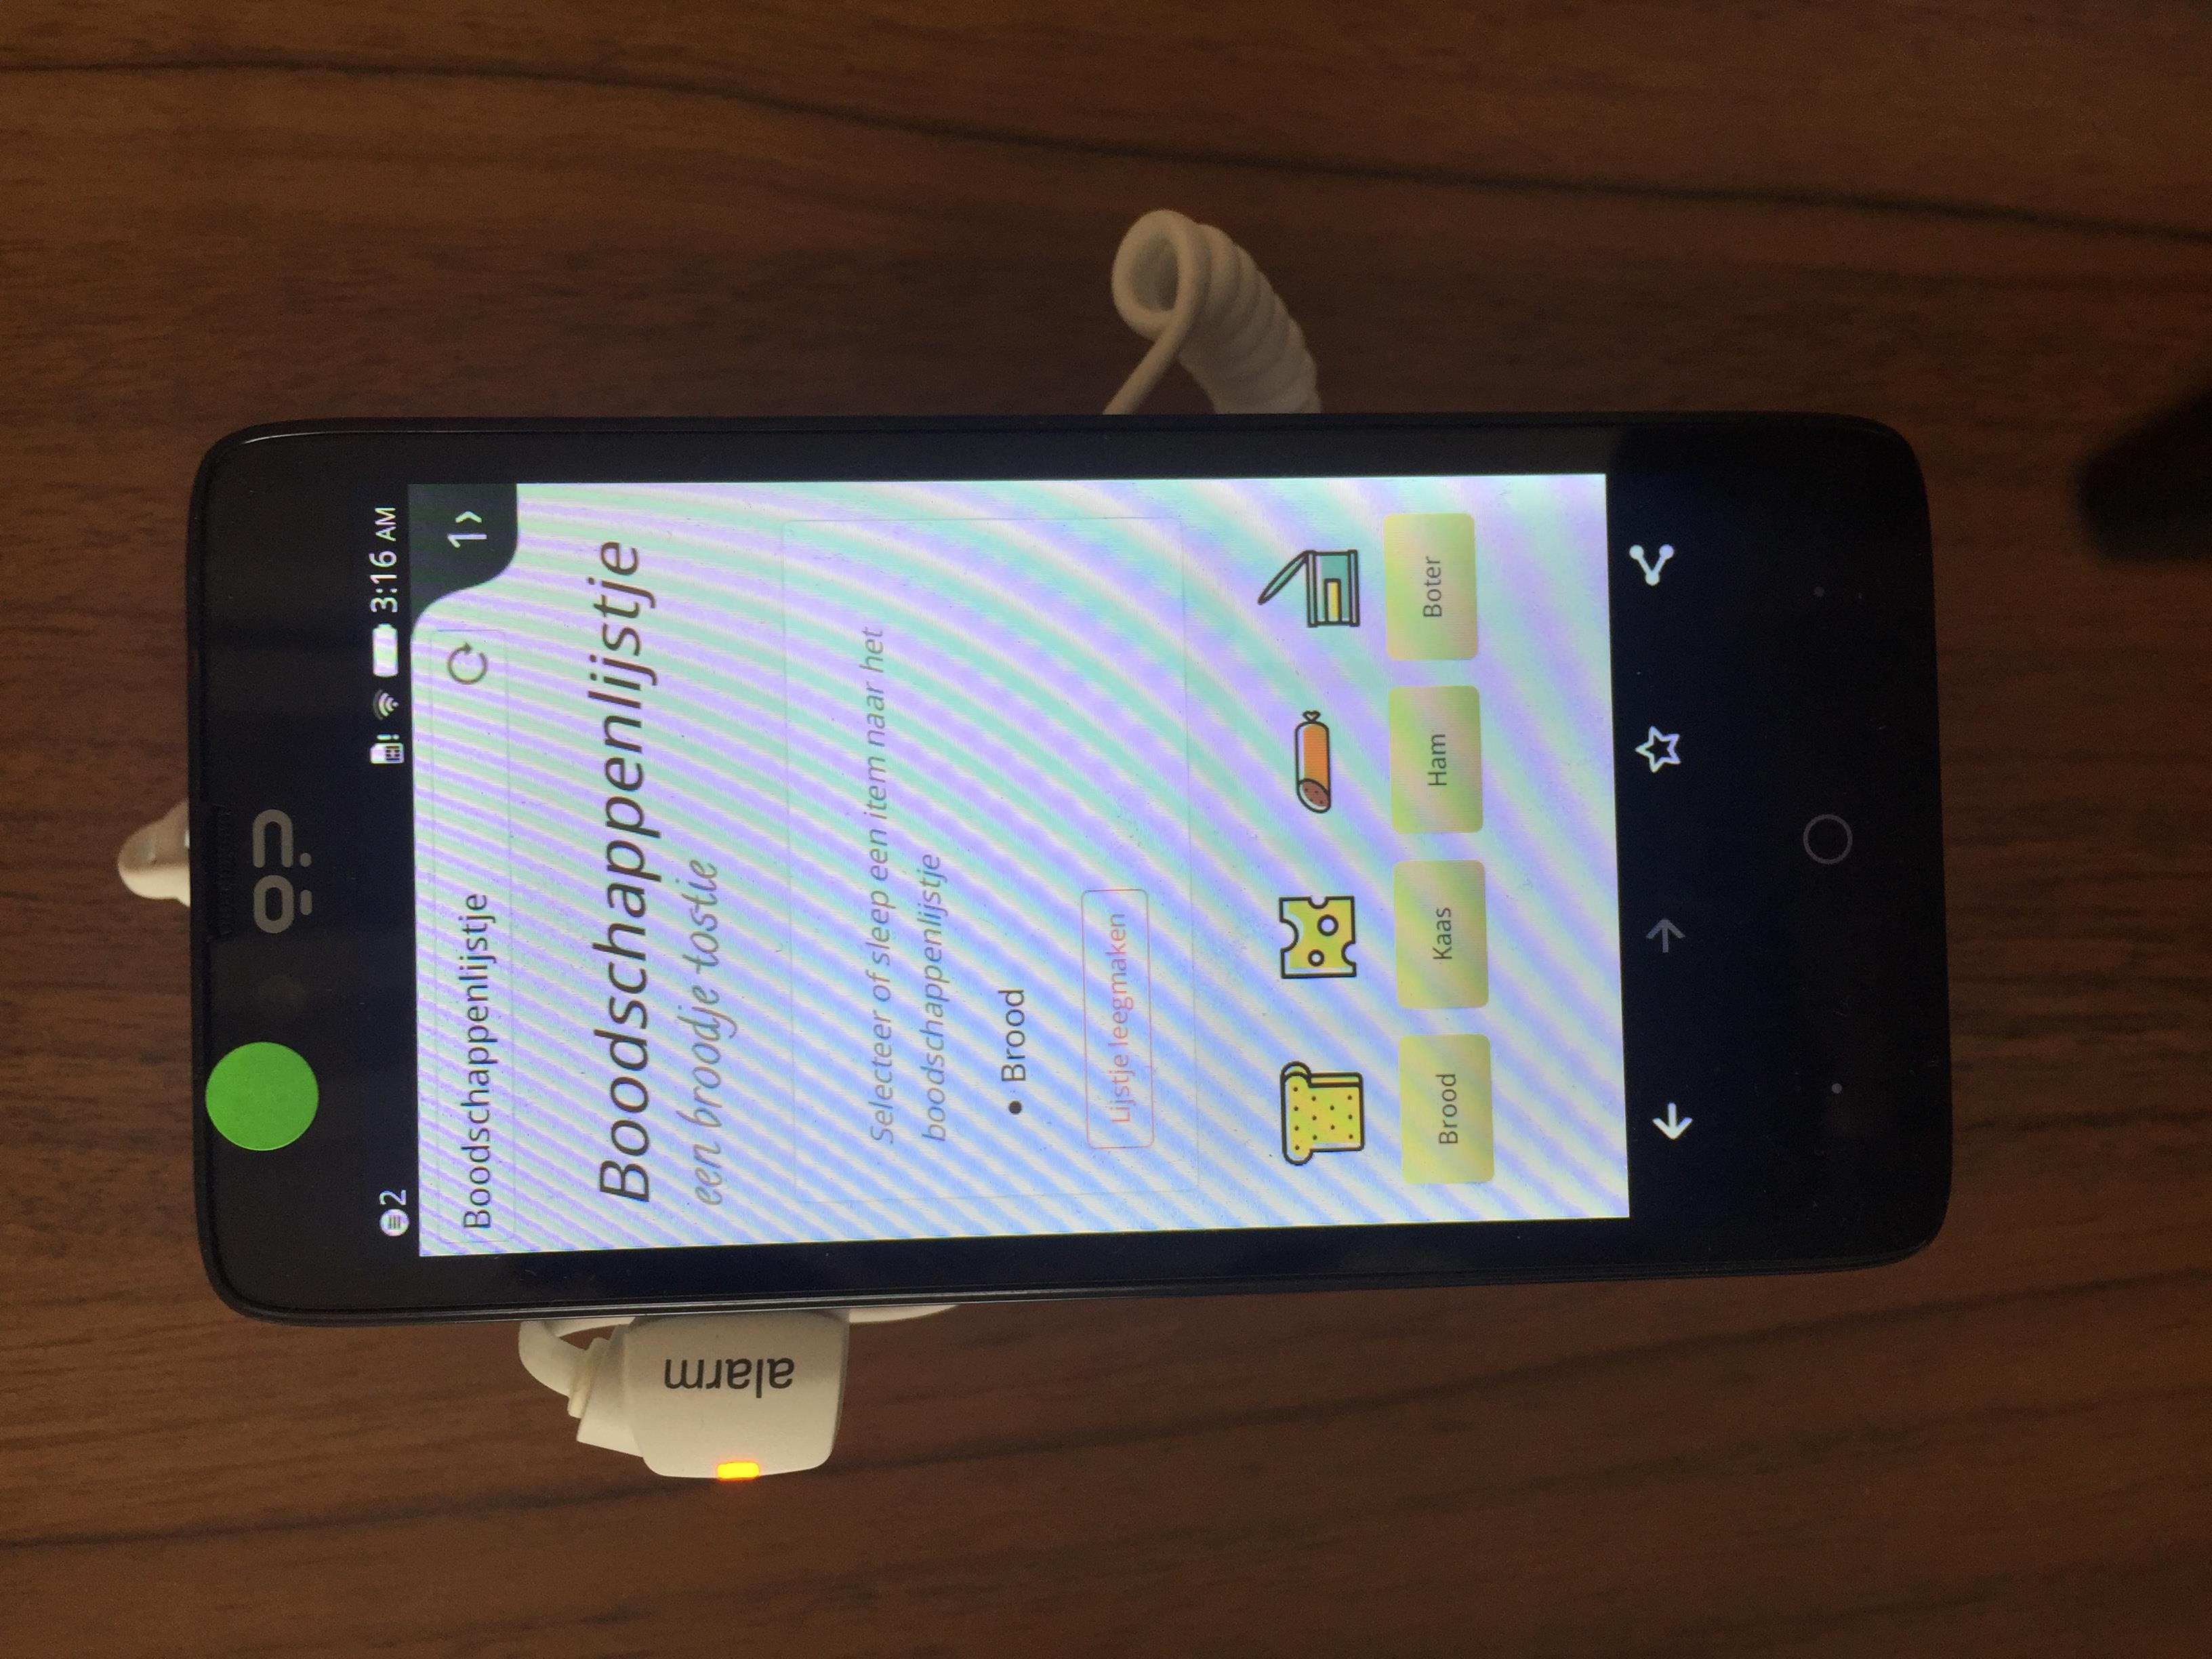 2 3:16 AM
Boodschappenlijstje 1›
Boodschappenlijstje
een broodje tostie
alarm
Selecteer of sleep een item naar het
boodschappenlijstje
• Brood
Lijstje leegmaken
Brood Kaas Ham Boter